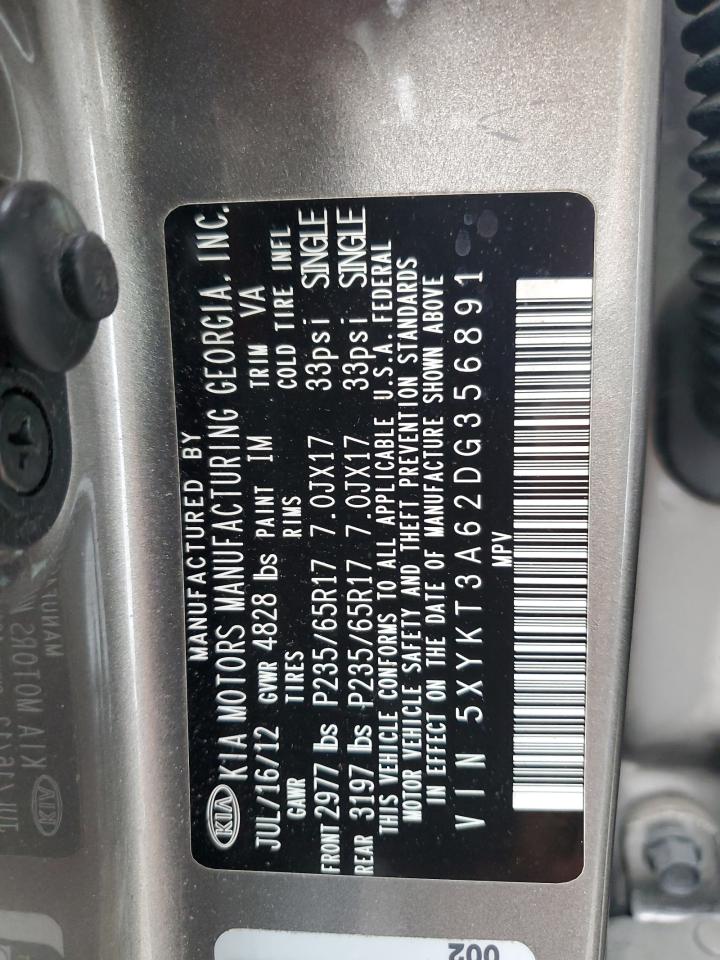 KIA
MANUFACTURED BY
KIA MOTORS MANUFACTURING GEORGIA, INC.
JUL/16/12 GVWR 4828 lbs PAINT IM TRIM VA
GAWR TIRES RIMS COLD TIRE INFL
FRONT 2977 lbs P235/65R17 7.0JX17 33psi SINGLE
REAR 3197 lbs P235/65R17 7.0JX17 33psi SINGLE
THIS VEHICLE CONFORMS TO ALL APPLICABLE U.S.A. FEDERAL
MOTOR VEHICLE SAFETY AND THEFT PREVENTION STANDARDS
IN EFFECT ON THE DATE OF MANUFACTURE SHOWN ABOVE
VIN 5XYKT3A62DG356891
MPV
002